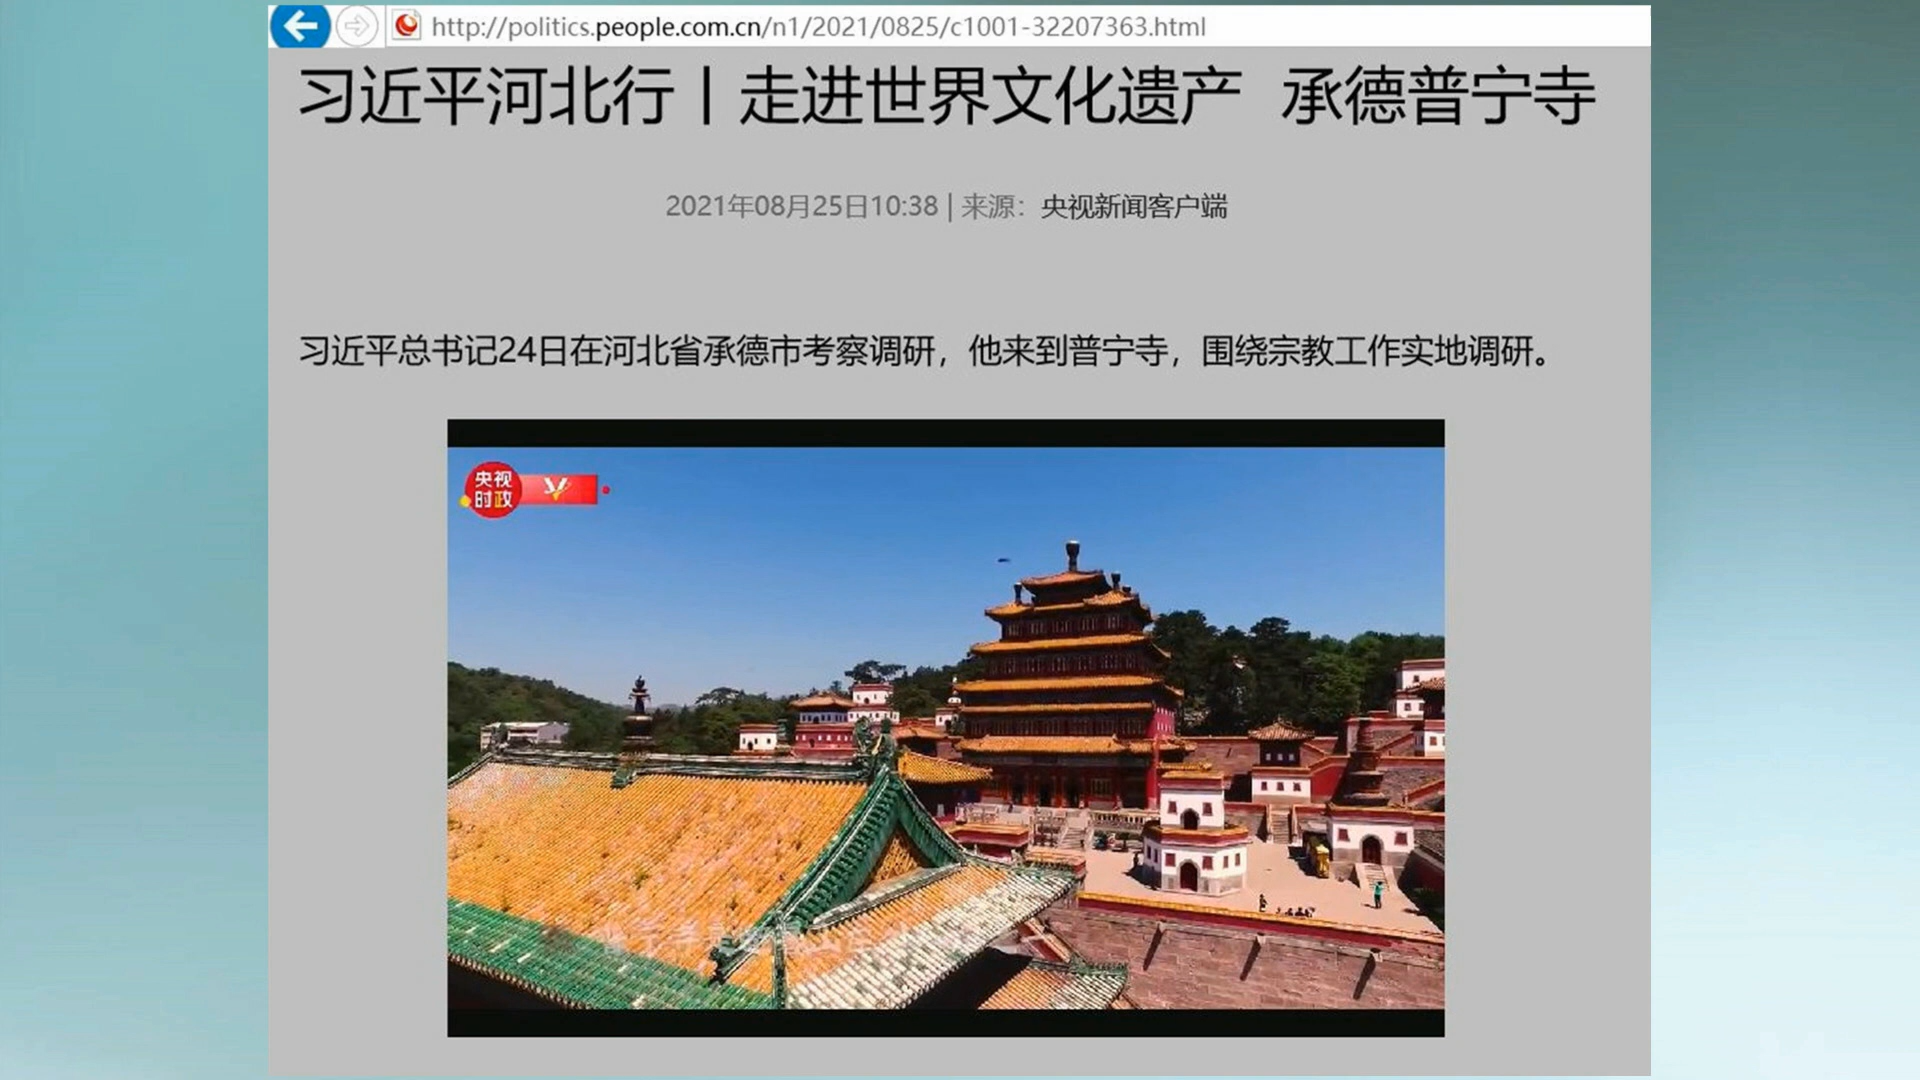 http://politics.people.com.cn/n1/2021/0825/c1001-32207363.html
习近平河北行丨走进世界文化遗产 承德普宁寺
2021年08月25日10:38 | 来源：央视新闻客户端
习近平总书记24日在河北省承德市考察调研，他来到普宁寺，围绕宗教工作实地调研。
央视
时政